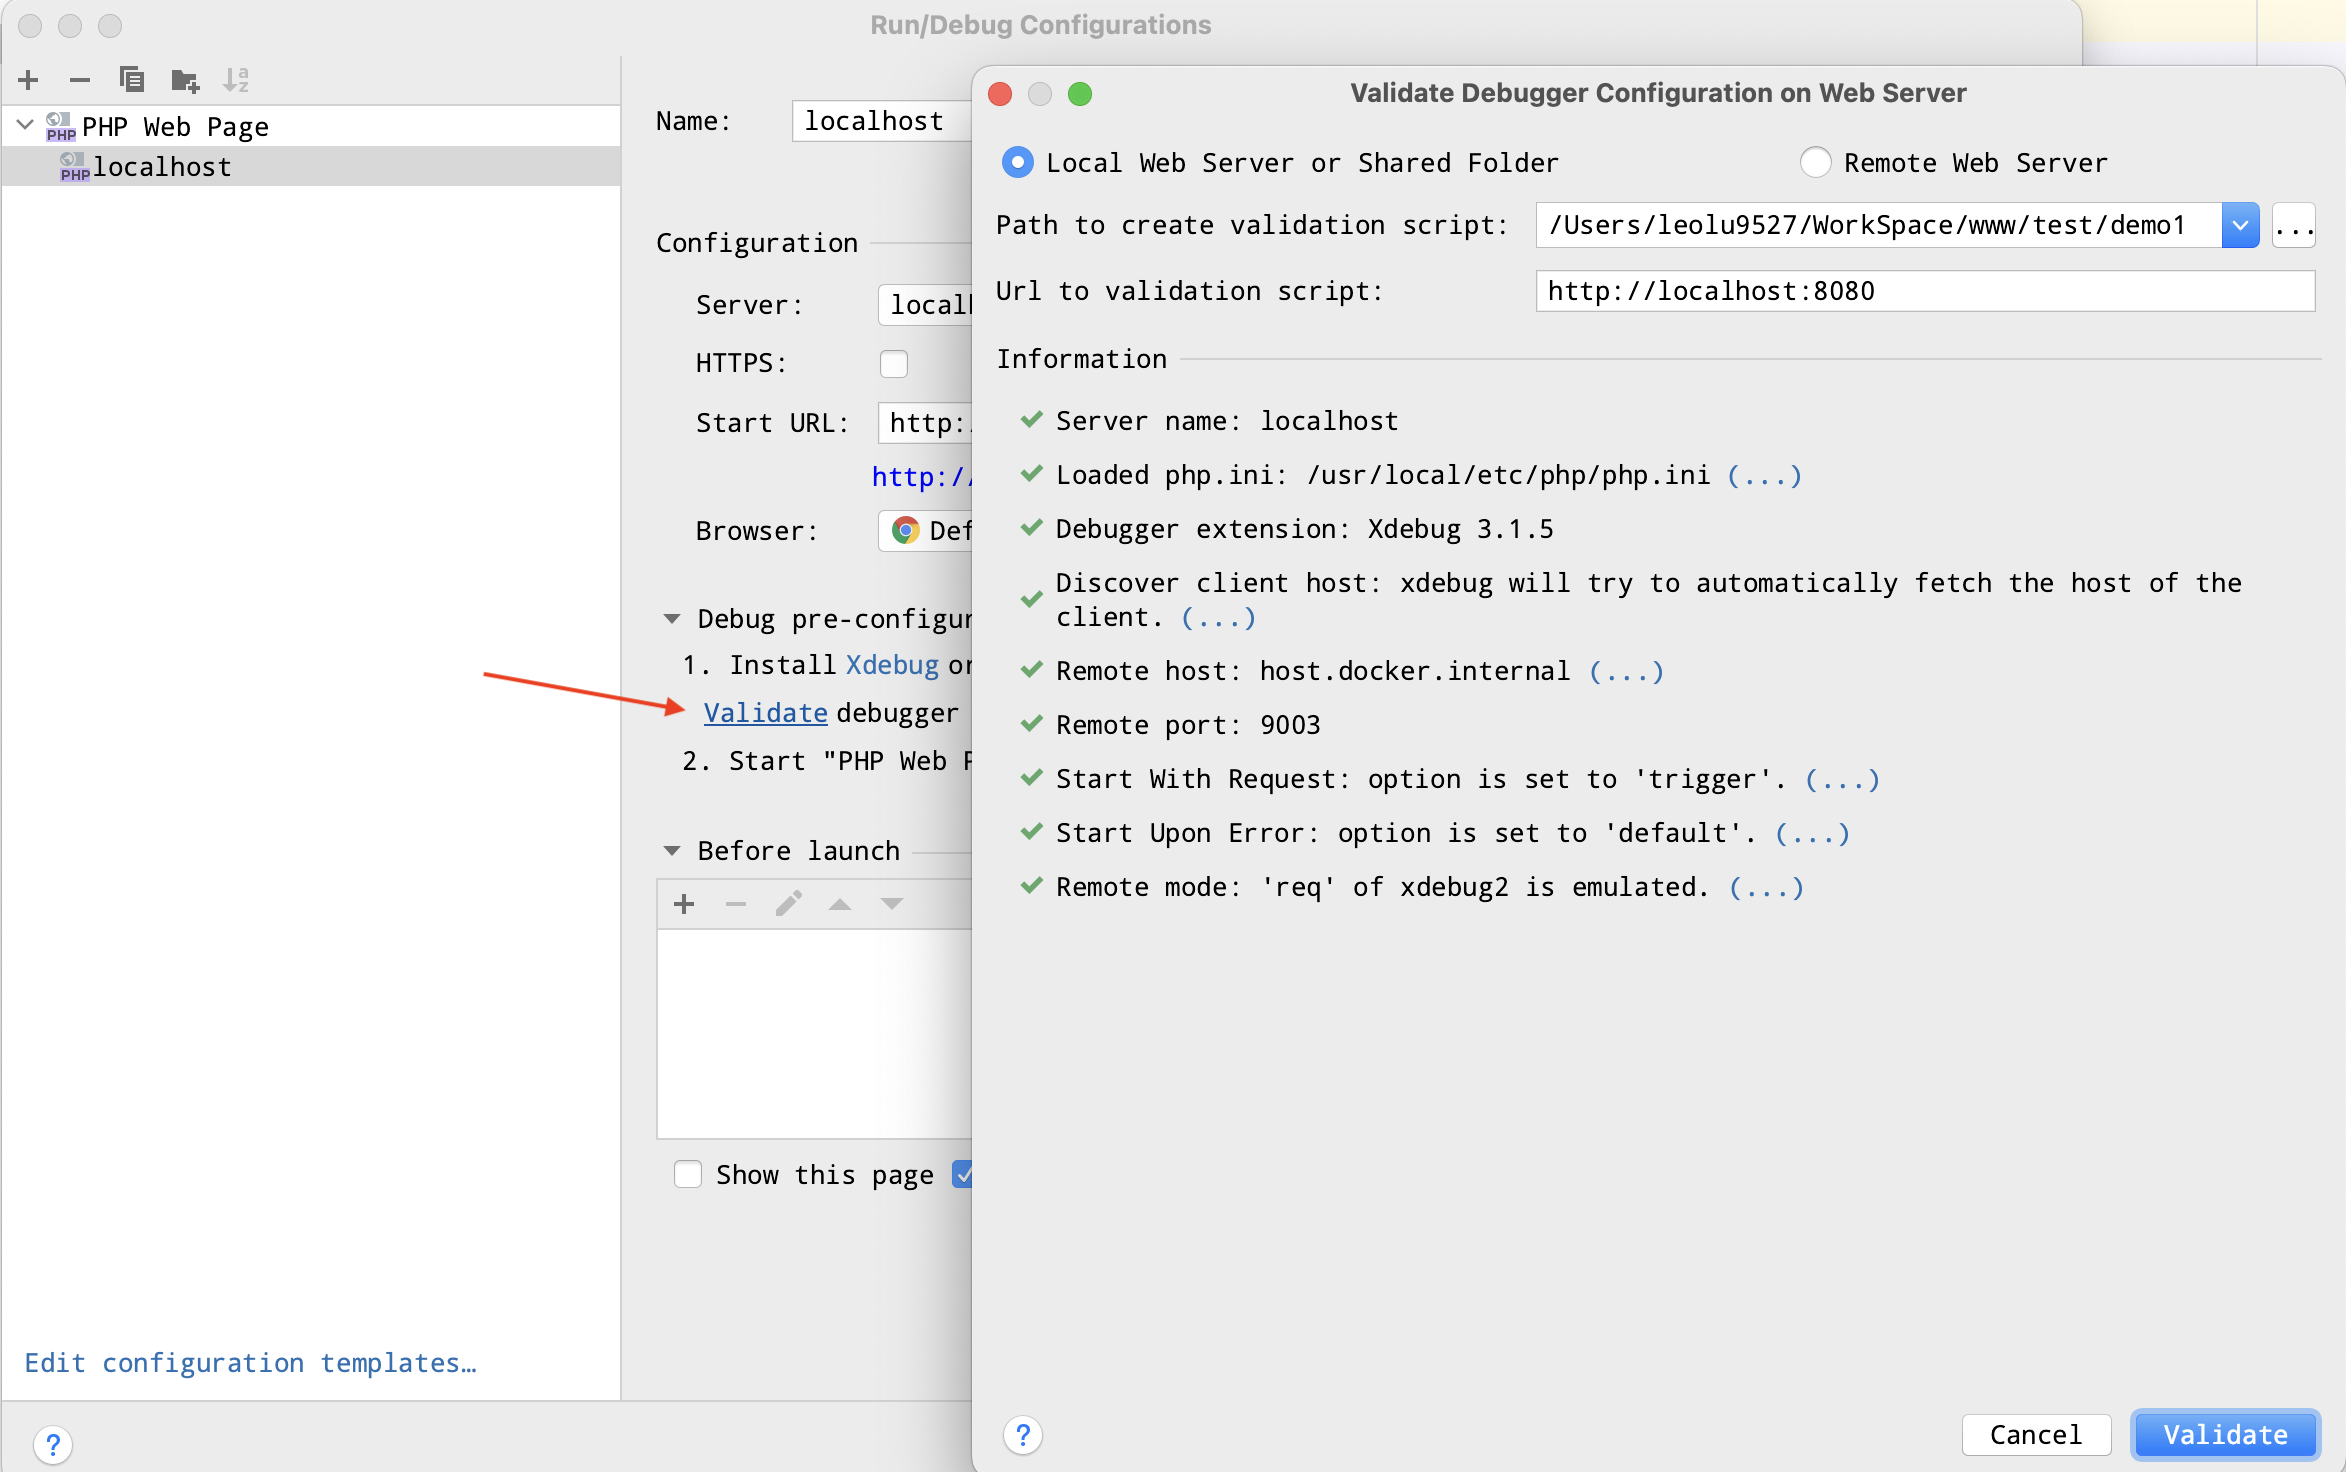 Run/Debug Configurations
PHP Web Page
localhost
Edit configuration templates…
?
Name: localhost
Configuration
Server:
HTTPS:
Start URL: http:
http:/
Browser:
Debug
1. Install Xdebug
Validate debugger
2. Start "PHP Web
Before launch
Show this page
Validate Debugger Configuration on Web Server
Local Web Server or Shared Folder
Remote Web Server
Path to create validation script: /Users/leolu9527/WorkSpace/www/test/demo1 ...
Url to validation script: http://localhost:8080
Information
Server name: localhost
Loaded php.ini: /usr/local/etc/php/php.ini (...)
Debugger extension: Xdebug 3.1.5
Discover client host: xdebug will try to automatically fetch the host of the
client. (...)
Remote host: host.docker.internal (...)
Remote port: 9003
Start With Request: option is set to 'trigger'. (...)
Start Upon Error: option is set to 'default'. (...)
Remote mode: 'req' of xdebug2 is emulated. (...)
?
Cancel
Validate